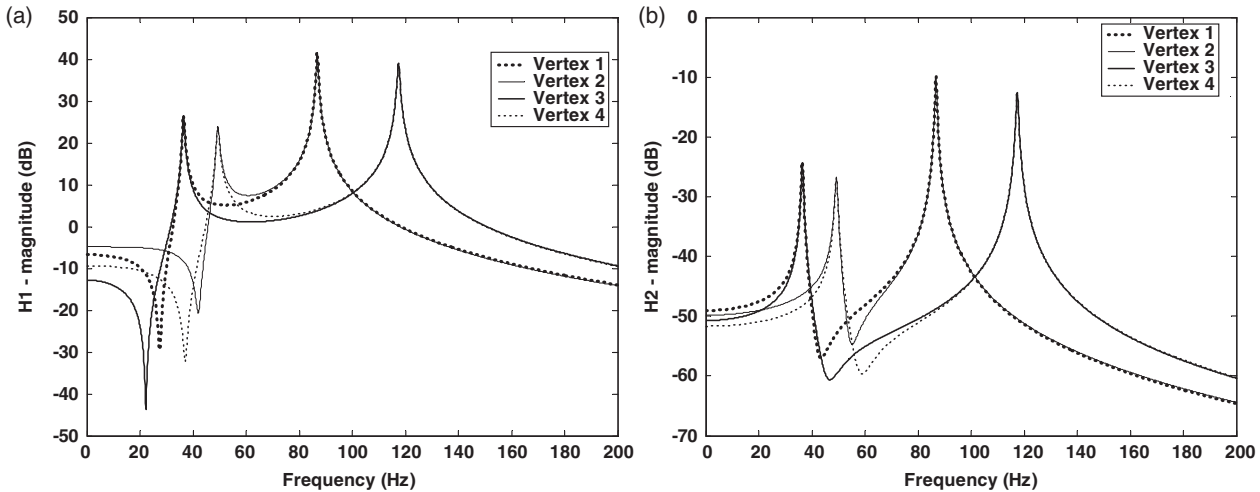 (a)
50
40
30
20
10
0
-10
-20
-30
-40
-50
H1 - magnitude (dB)
Vertex 1
Vertex 2
Vertex 3
Vertex 4
0 20 40 60 80 100 120 140 160 180 200
Frequency (Hz)
(b)
0
-10
-20
-30
-40
-50
-60
-70
H2 - magnitude (dB)
Vertex 1
Vertex 2
Vertex 3
Vertex 4
0 20 40 60 80 100 120 140 160 180 200
Frequency (Hz)